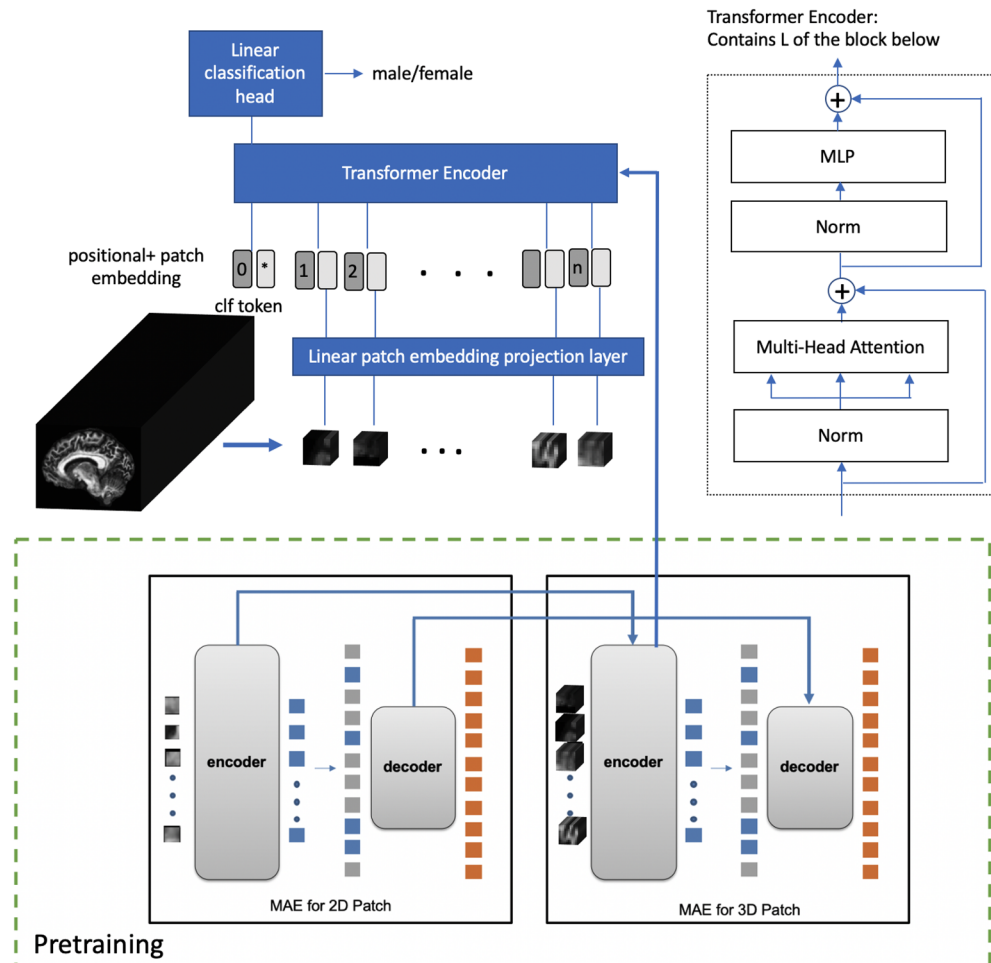 Linear
classification
head
male/female
Transformer Encoder
positional+ patch
embedding
0 * 1 2 . . . . n
clf token
Linear patch embedding projection layer
. . .
Transformer Encoder:
Contains L of the block below
+
MLP
Norm
+
Multi-Head Attention
Norm
encoder
decoder
MAE for 2D Patch
encoder
decoder
MAE for 3D Patch
Pretraining